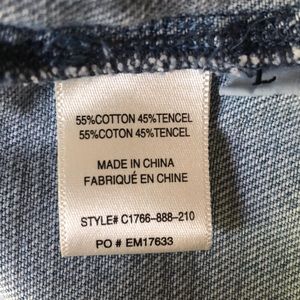 55%COTTON 45%TENCEL
55%COTON 45%TENCEL
MADE IN CHINA
FABRIQUÉ EN CHINE
STYLE# C1766-888-210
PO # EM17633